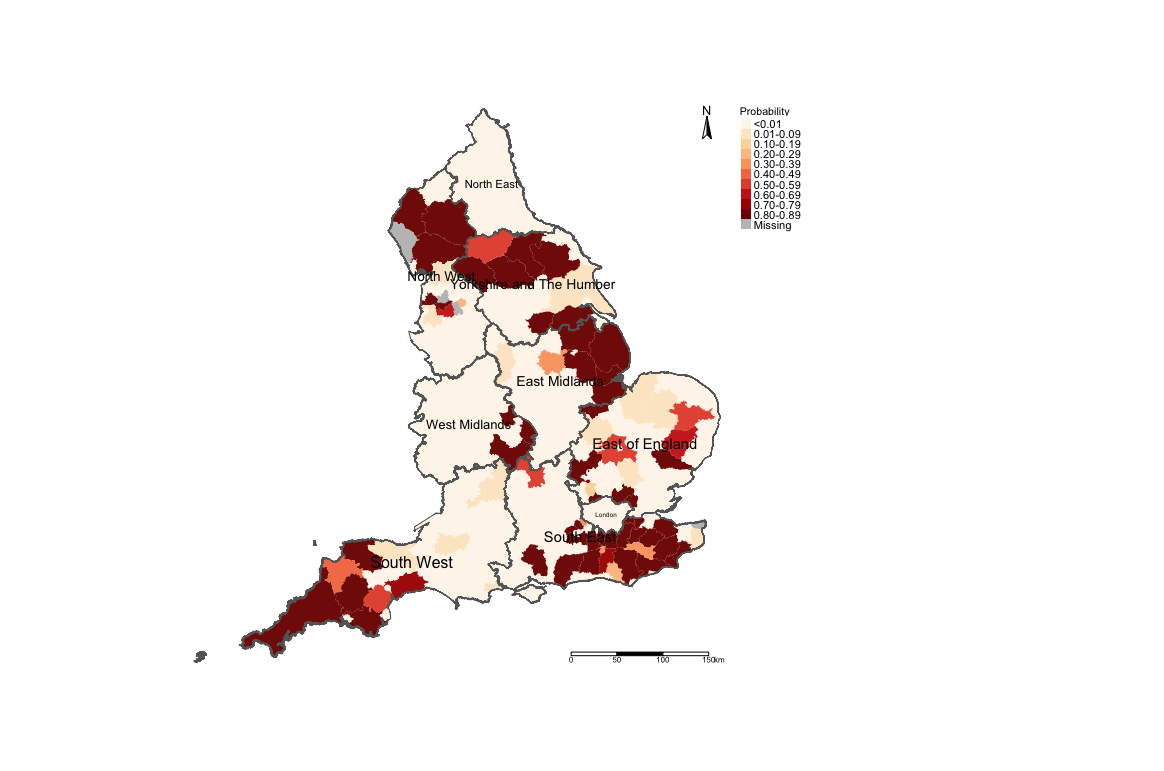 N
Probability
<0.01
0.01-0.09
0.10-0.19
0.20-0.29
0.30-0.39
0.40-0.49
0.50-0.59
0.60-0.69
0.70-0.79
0.80-0.89
Missing
North East
North West
Yorkshire and The Humber
East Midlands
West Midlands
East of England
London
South East
South West
0 50 100 150km